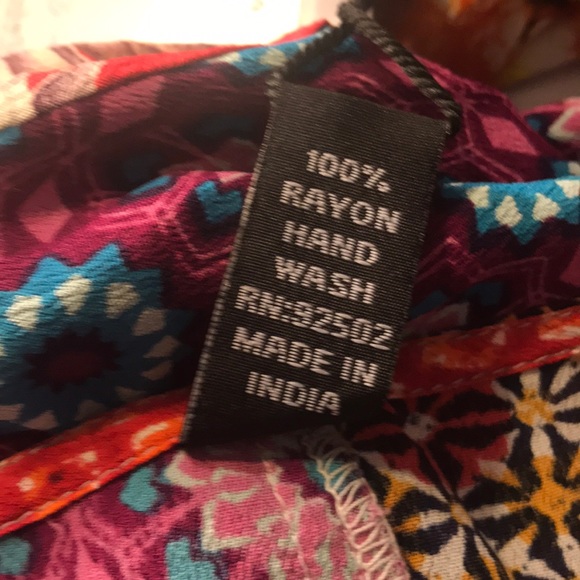 100%
RAYON
HAND
WASH
RN:92502
MADE IN
INDIA